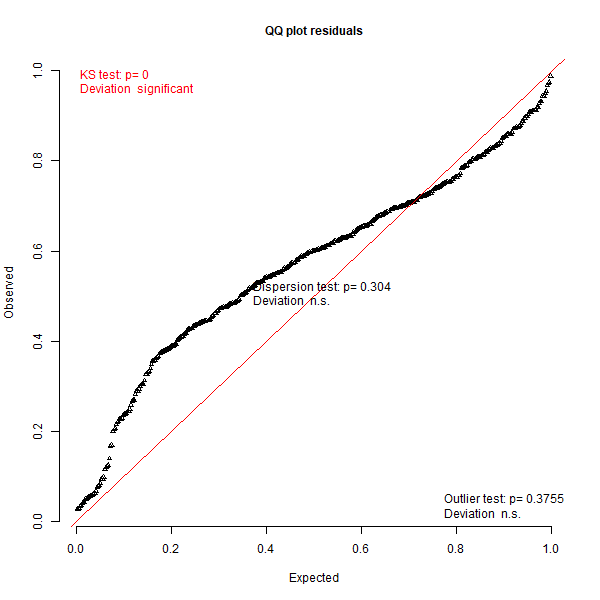 QQ plot residuals
KS test: p= 0
Deviation  significant
Dispersion test: p= 0.304
Deviation  n.s.
Outlier test: p= 0.3755
Deviation  n.s.
Observed
0.0
0.2
0.4
0.6
0.8
1.0
0.0
0.2
0.4
0.6
0.8
1.0
Expected